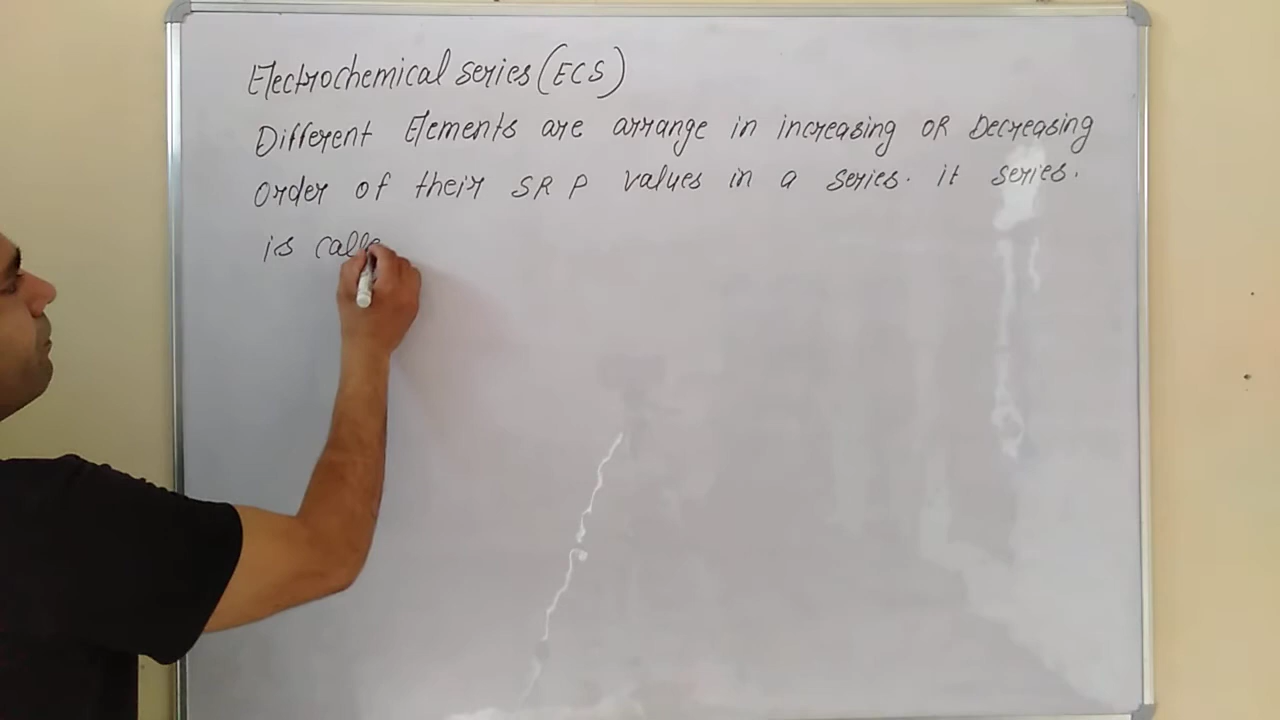 Electrochemical series (ECS)
Different Elements are arrange in increasing OR Decreasing
order of their SRP values in a series. it series.
is calle